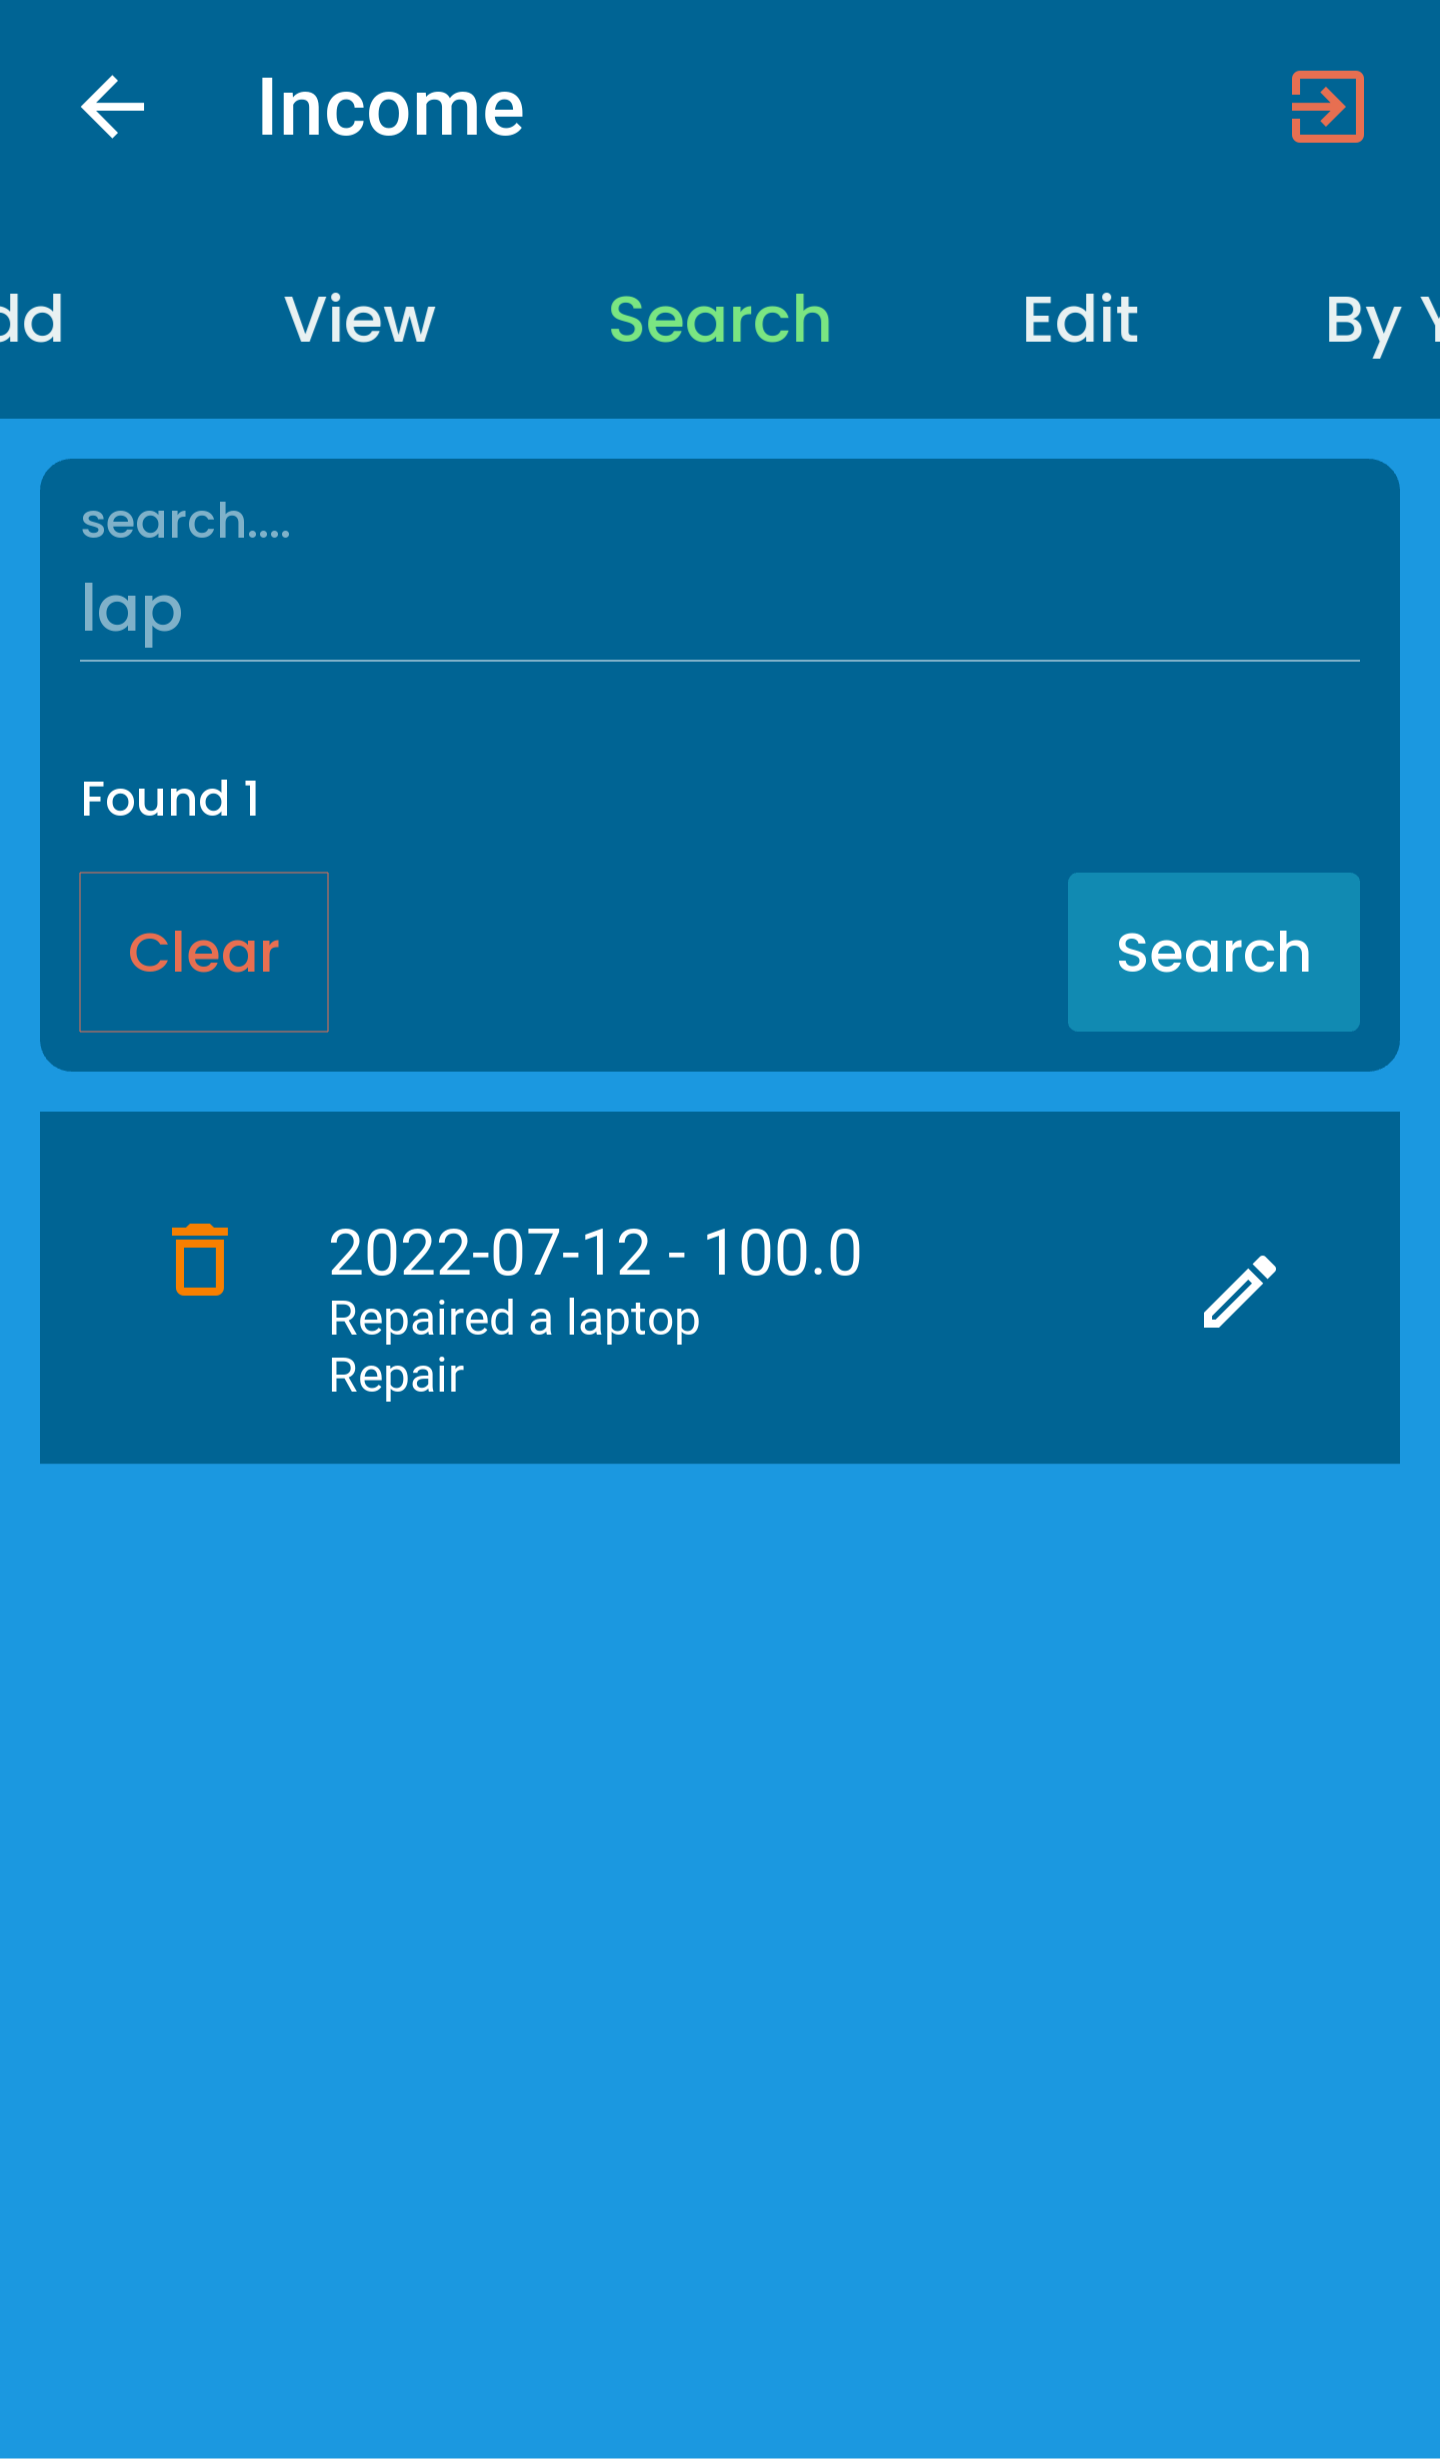 Income
dd View Search Edit By Y
search....
lap
Found 1
Clear Search
2022-07-12 - 100.0
Repaired a laptop
Repair